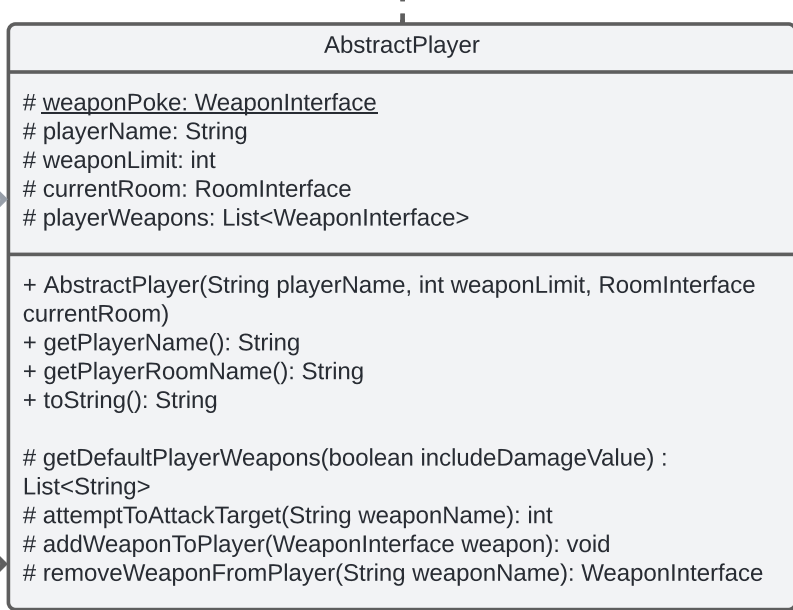 AbstractPlayer
# weaponPoke: WeaponInterface
# playerName: String
# weaponLimit: int
# currentRoom: RoomInterface
# playerWeapons: List<WeaponInterface>
+ AbstractPlayer(String playerName, int weaponLimit, RoomInterface
currentRoom)
+ getPlayerName(): String
+ getPlayerRoomName(): String
+ toString(): String
# getDefaultPlayerWeapons(boolean includeDamageValue) :
List<String>
# attemptToAttackTarget(String weaponName): int
# addWeaponToPlayer(WeaponInterface weapon): void
# removeWeaponFromPlayer(String weaponName): WeaponInterface